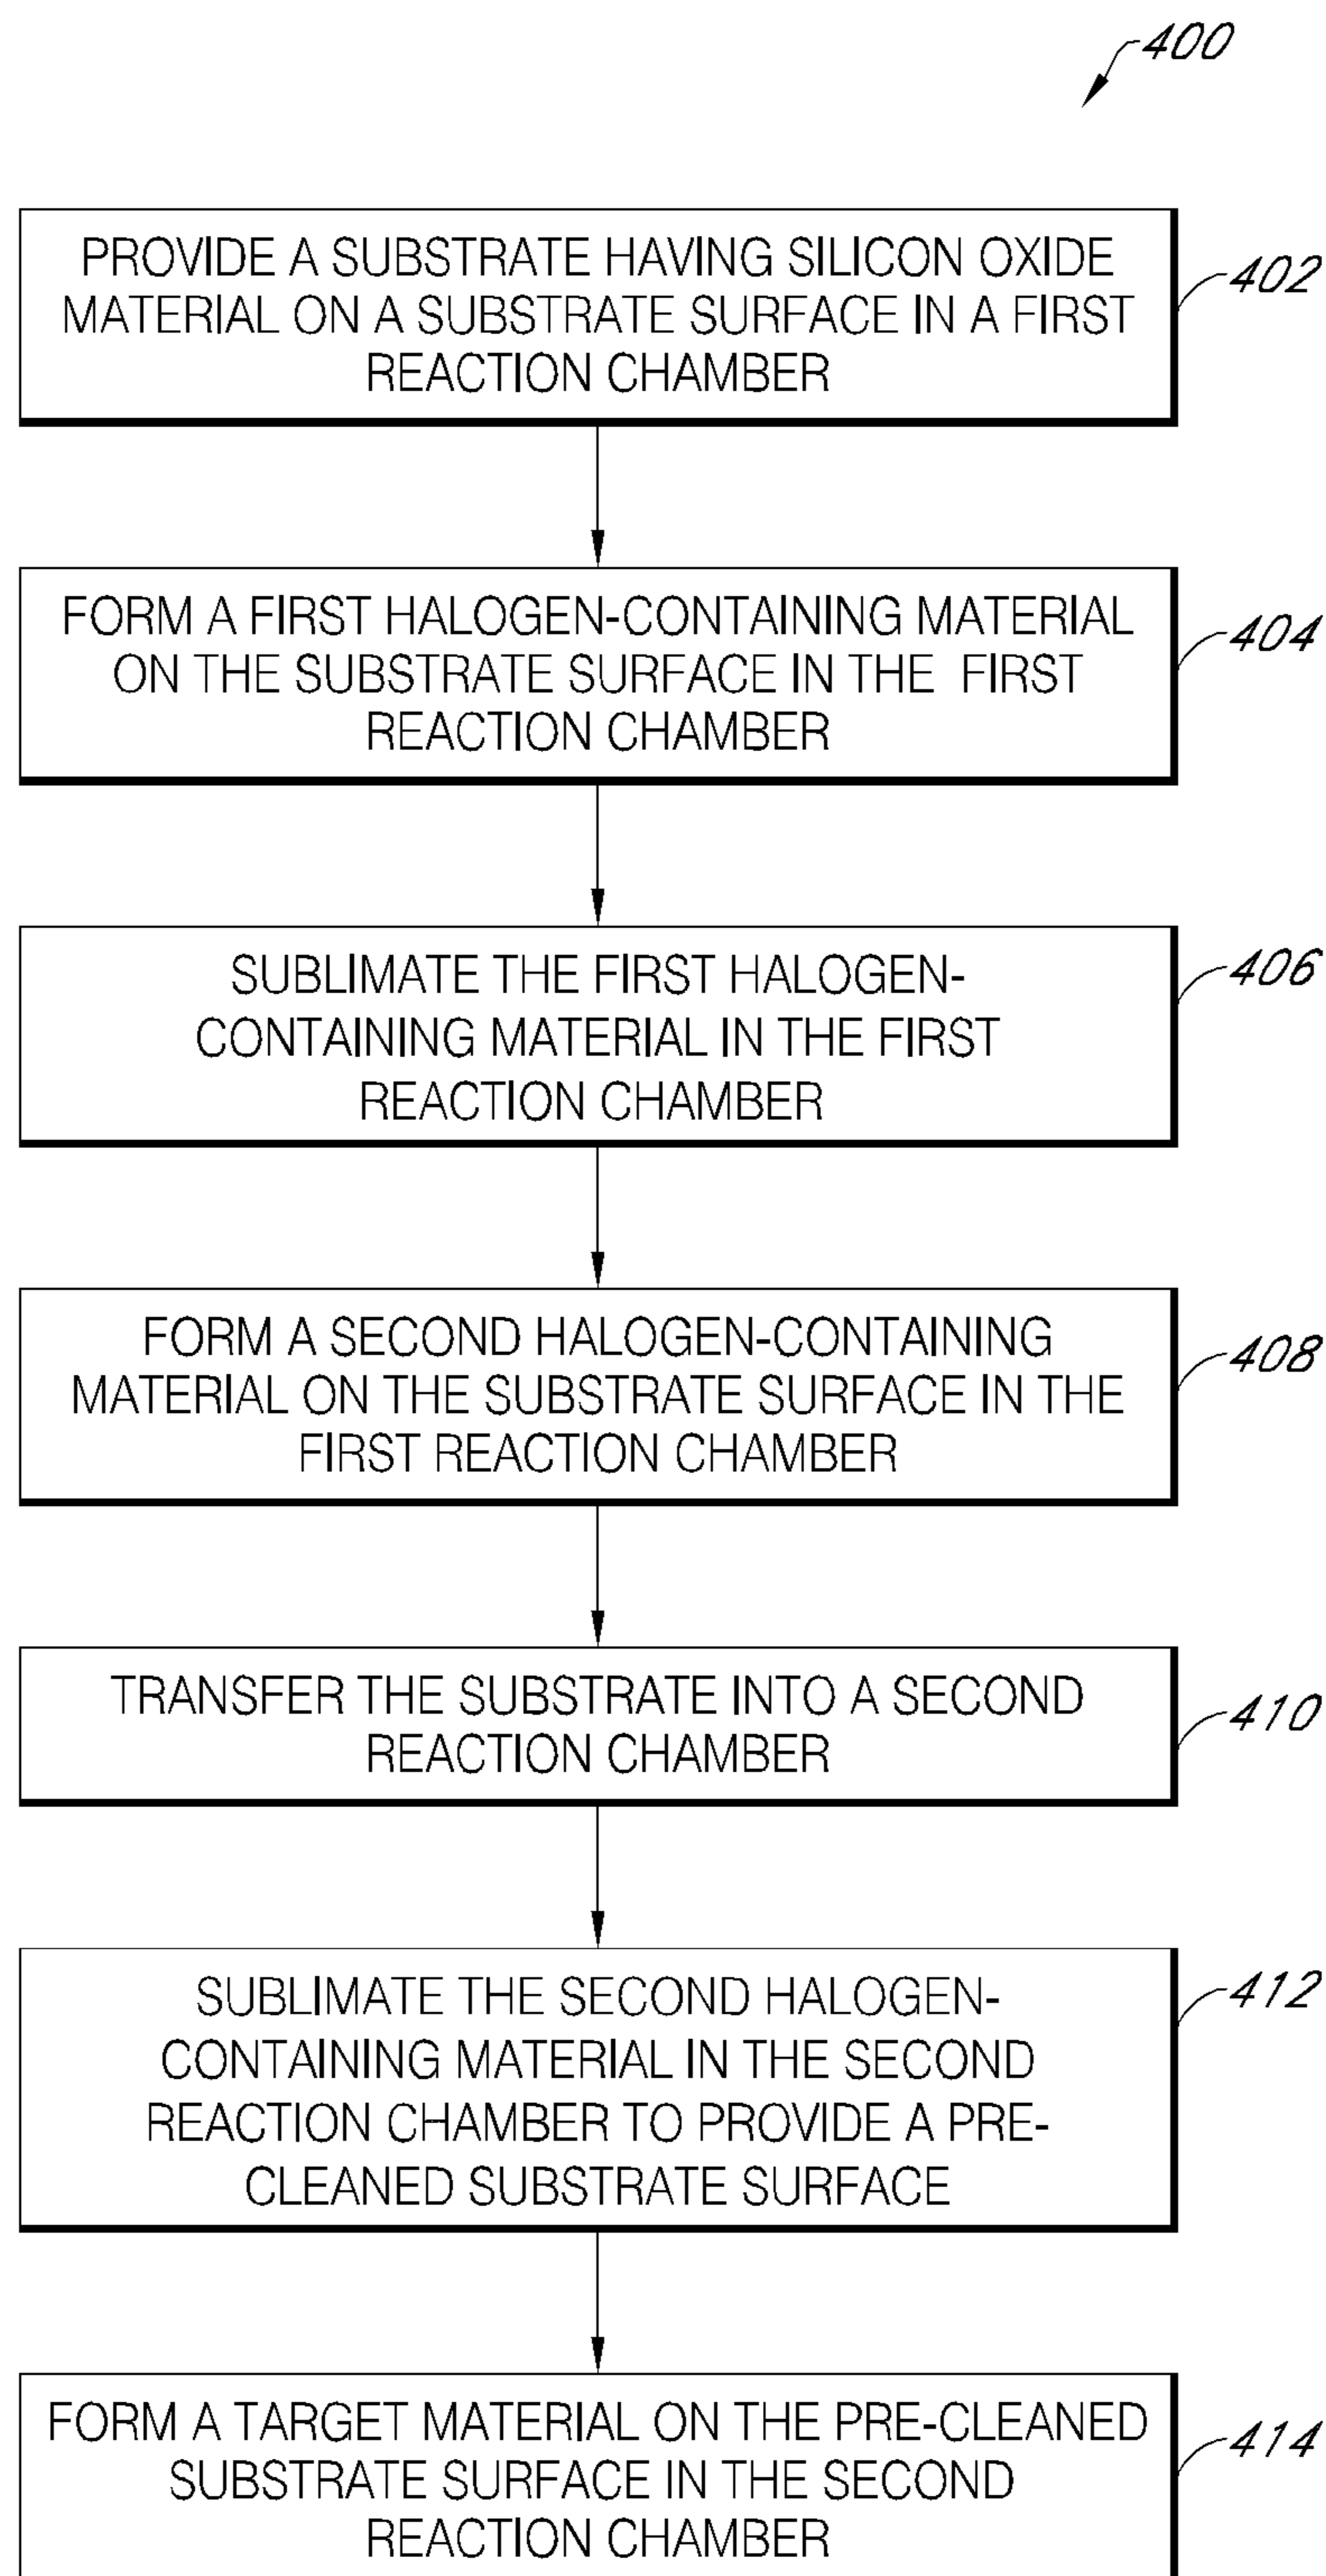 400
PROVIDE A SUBSTRATE HAVING SILICON OXIDE
MATERIAL ON A SUBSTRATE SURFACE IN A FIRST
REACTION CHAMBER
402
FORM A FIRST HALOGEN-CONTAINING MATERIAL
ON THE SUBSTRATE SURFACE IN THE FIRST
REACTION CHAMBER
404
SUBLIMATE THE FIRST HALOGEN-
CONTAINING MATERIAL IN THE FIRST
REACTION CHAMBER
406
FORM A SECOND HALOGEN-CONTAINING
MATERIAL ON THE SUBSTRATE SURFACE IN THE
FIRST REACTION CHAMBER
408
TRANSFER THE SUBSTRATE INTO A SECOND
REACTION CHAMBER
410
SUBLIMATE THE SECOND HALOGEN-
CONTAINING MATERIAL IN THE SECOND
REACTION CHAMBER TO PROVIDE A PRE-
CLEANED SUBSTRATE SURFACE
412
FORM A TARGET MATERIAL ON THE PRE-CLEANED
SUBSTRATE SURFACE IN THE SECOND
REACTION CHAMBER
414